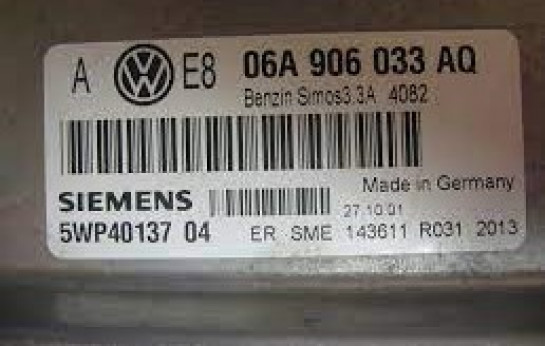 A VW E8 06A 906 033 AQ
Benzin Simos3.3A 4082
Made in Germany
SIEMENS 27.10.01
5WP40137 04 ER SME 143611 R031 2013